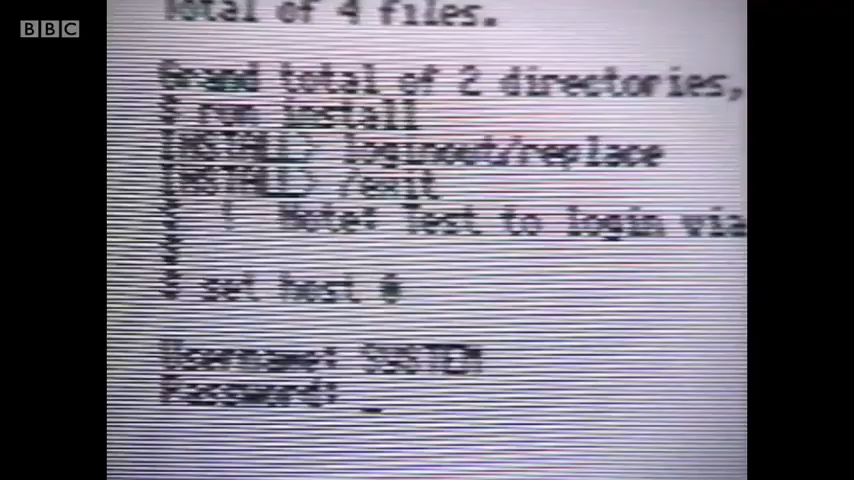 BBC
Total of 4 files.
Grand total of 2 directories,
$ run install
INSTALL> loginout/replace
INSTALL> /exit
$ ! Note: Test to login via
$
$ set host 0
Username: SYSTEM
Password: _